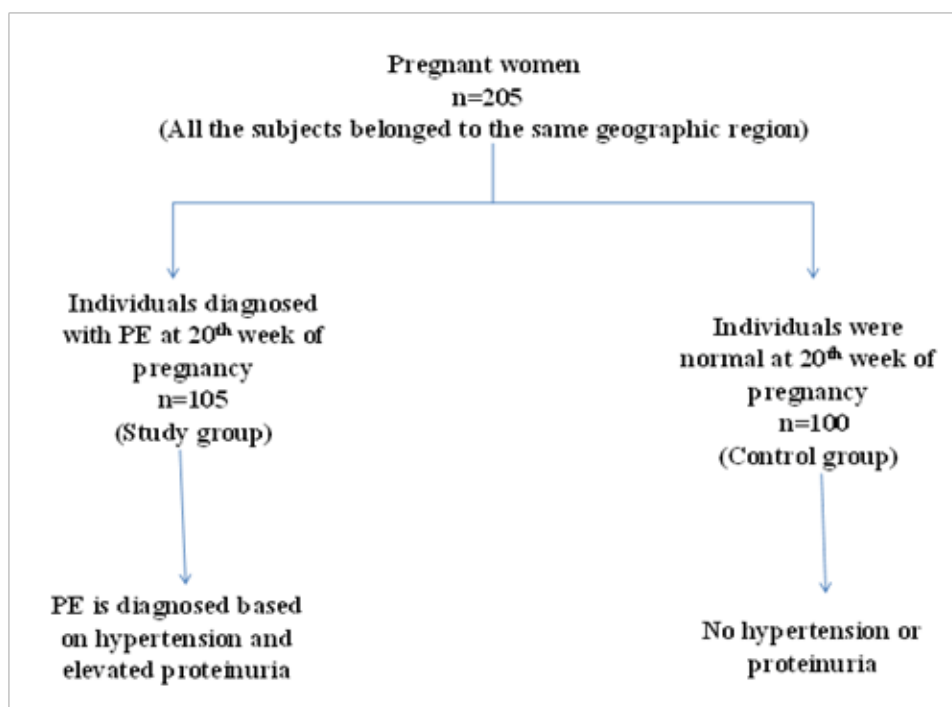 Pregnant women
n=205
(All the subjects belonged to the same geographic region)
Individuals diagnosed
with PE at 20th week of
pregnancy
n=105
(Study group)
Individuals were
normal at 20th week of
pregnancy
n=100
(Control group)
PE is diagnosed based
on hypertension and
elevated proteinuria
No hypertension or
proteinuria